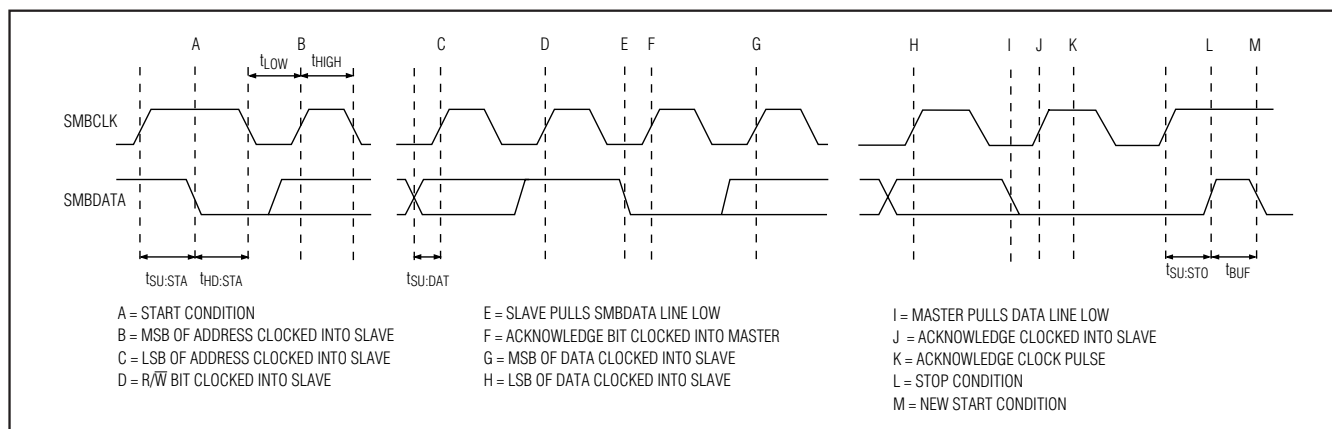 A B C D E F G H I J K L M
tLOW tHIGH
SMBCLK
SMBDATA
tSU:STA tHD:STA tSU:DAT tSU:STO tBUF
A = START CONDITION
B = MSB OF ADDRESS CLOCKED INTO SLAVE
C = LSB OF ADDRESS CLOCKED INTO SLAVE
D = R/W̅ BIT CLOCKED INTO SLAVE
E = SLAVE PULLS SMBDATA LINE LOW
F = ACKNOWLEDGE BIT CLOCKED INTO MASTER
G = MSB OF DATA CLOCKED INTO SLAVE
H = LSB OF DATA CLOCKED INTO SLAVE
I = MASTER PULLS DATA LINE LOW
J = ACKNOWLEDGE CLOCKED INTO SLAVE
K = ACKNOWLEDGE CLOCK PULSE
L = STOP CONDITION
M = NEW START CONDITION